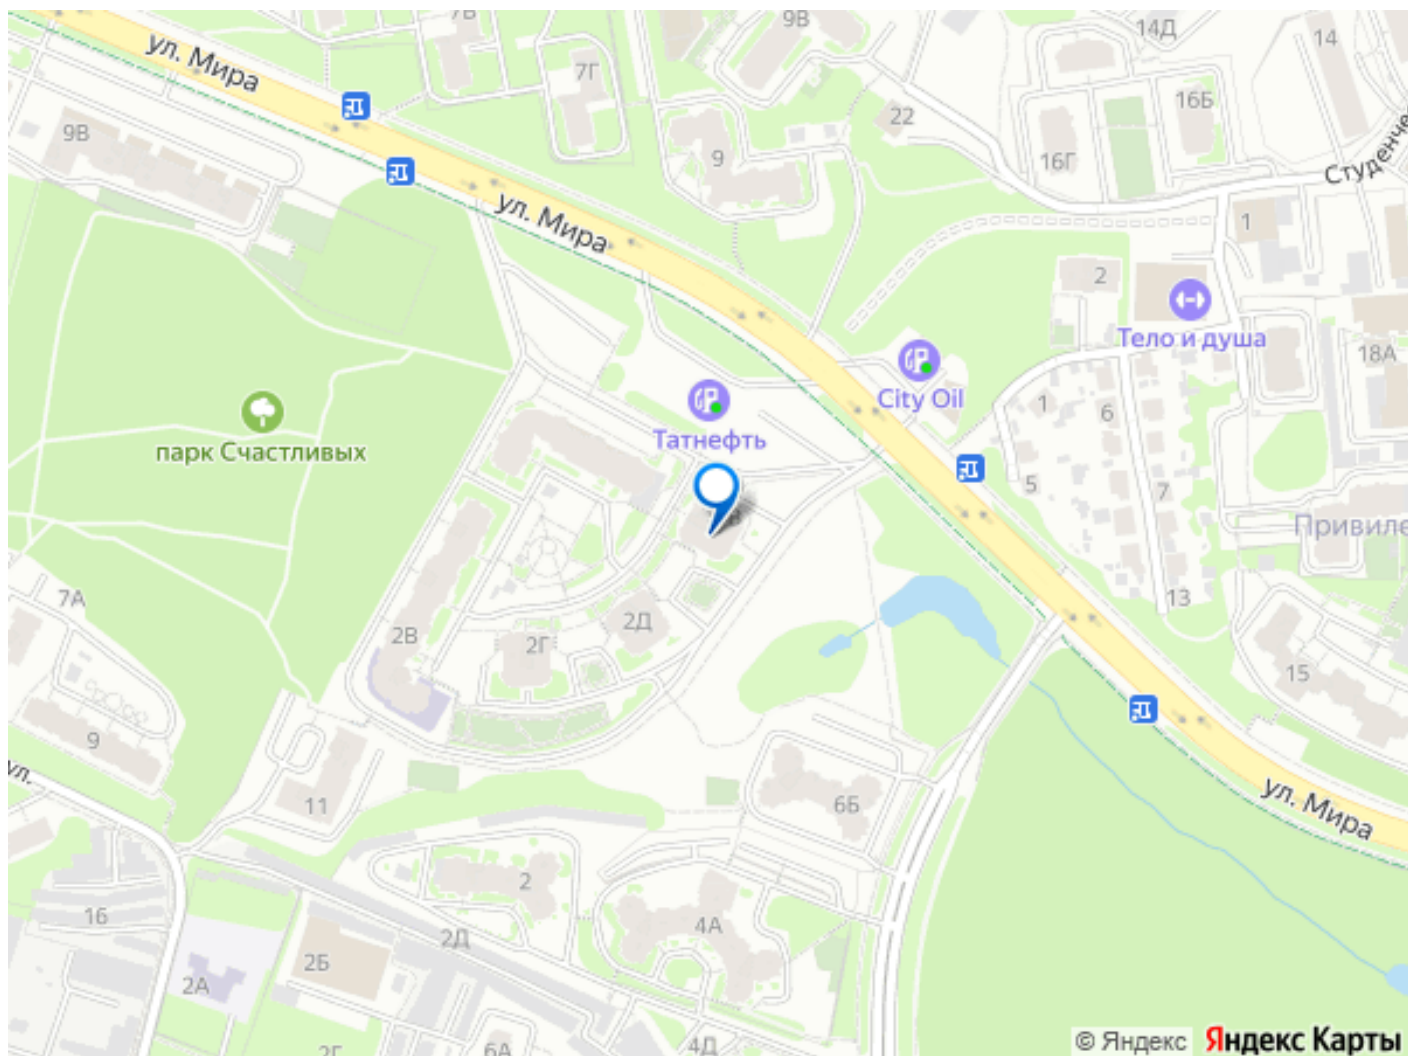 7В
9В
14Д
14
ул. Мира
7Г
16Б
22
9В
9
16Г
Студенче
ул. Мира
1
2
Тело и душа
18А
City Oil
1
6
парк Счастливых
Татнефть
5
7
Привиле
7А
13
2В
2Г
2Д
15
9
ул.
11
6Б
ул. Мира
2
16
4А
2Д
2Б
2А
6А
4Д
2Г
© Яндекс Яндекс Карты